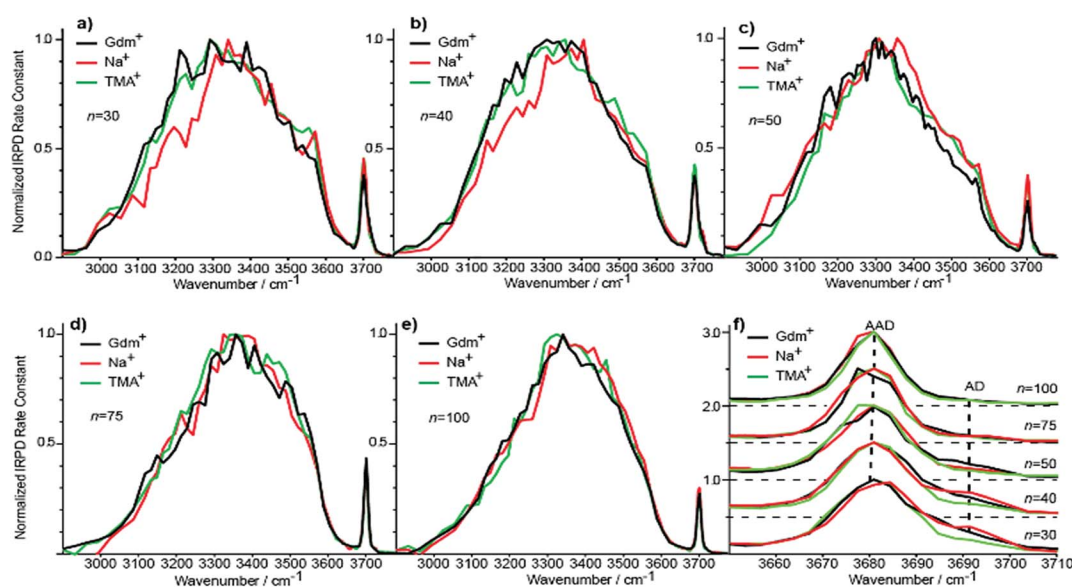 a)
Gdm+
Na+
TMA+
n=30
Normalized IRPD Rate Constant
1.0
0.5
0.0
3000 3100 3200 3300 3400 3500 3600 3700
Wavenumber / cm-1
b)
Gdm+
Na+
TMA+
n=40
1.0
0.5
3000 3100 3200 3300 3400 3500 3600 3700
Wavenumber / cm-1
c)
Gdm+
Na+
TMA+
n=50
1.0
0.5
3000 3100 3200 3300 3400 3500 3600 3700
Wavenumber / cm-1
d)
Gdm+
Na+
TMA+
n=75
Normalized IRPD Rate Constant
1.0
0.5
3000 3100 3200 3300 3400 3500 3600 3700
Wavenumber / cm-1
e)
Gdm+
Na+
TMA+
n=100
1.0
0.5
3000 3100 3200 3300 3400 3500 3600 3700
Wavenumber / cm-1
f)
Gdm+
Na+
TMA+
AAD
AD
n=100
n=75
n=50
n=40
n=30
3.0
2.0
1.0
3660 3670 3680 3690 3700 3710
Wavenumber / cm-1